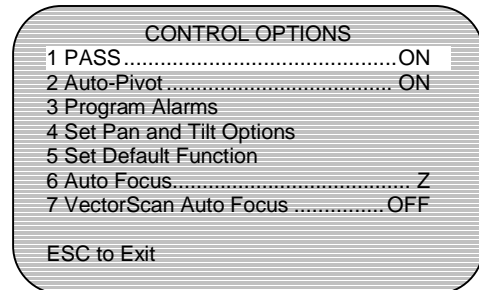 CONTROL OPTIONS
1 PASS..............................................ON
2 Auto-Pivot...................................... ON
3 Program Alarms
4 Set Pan and Tilt Options
5 Set Default Function
6 Auto Focus........................................ Z
7 VectorScan Auto Focus ...............OFF
ESC to Exit